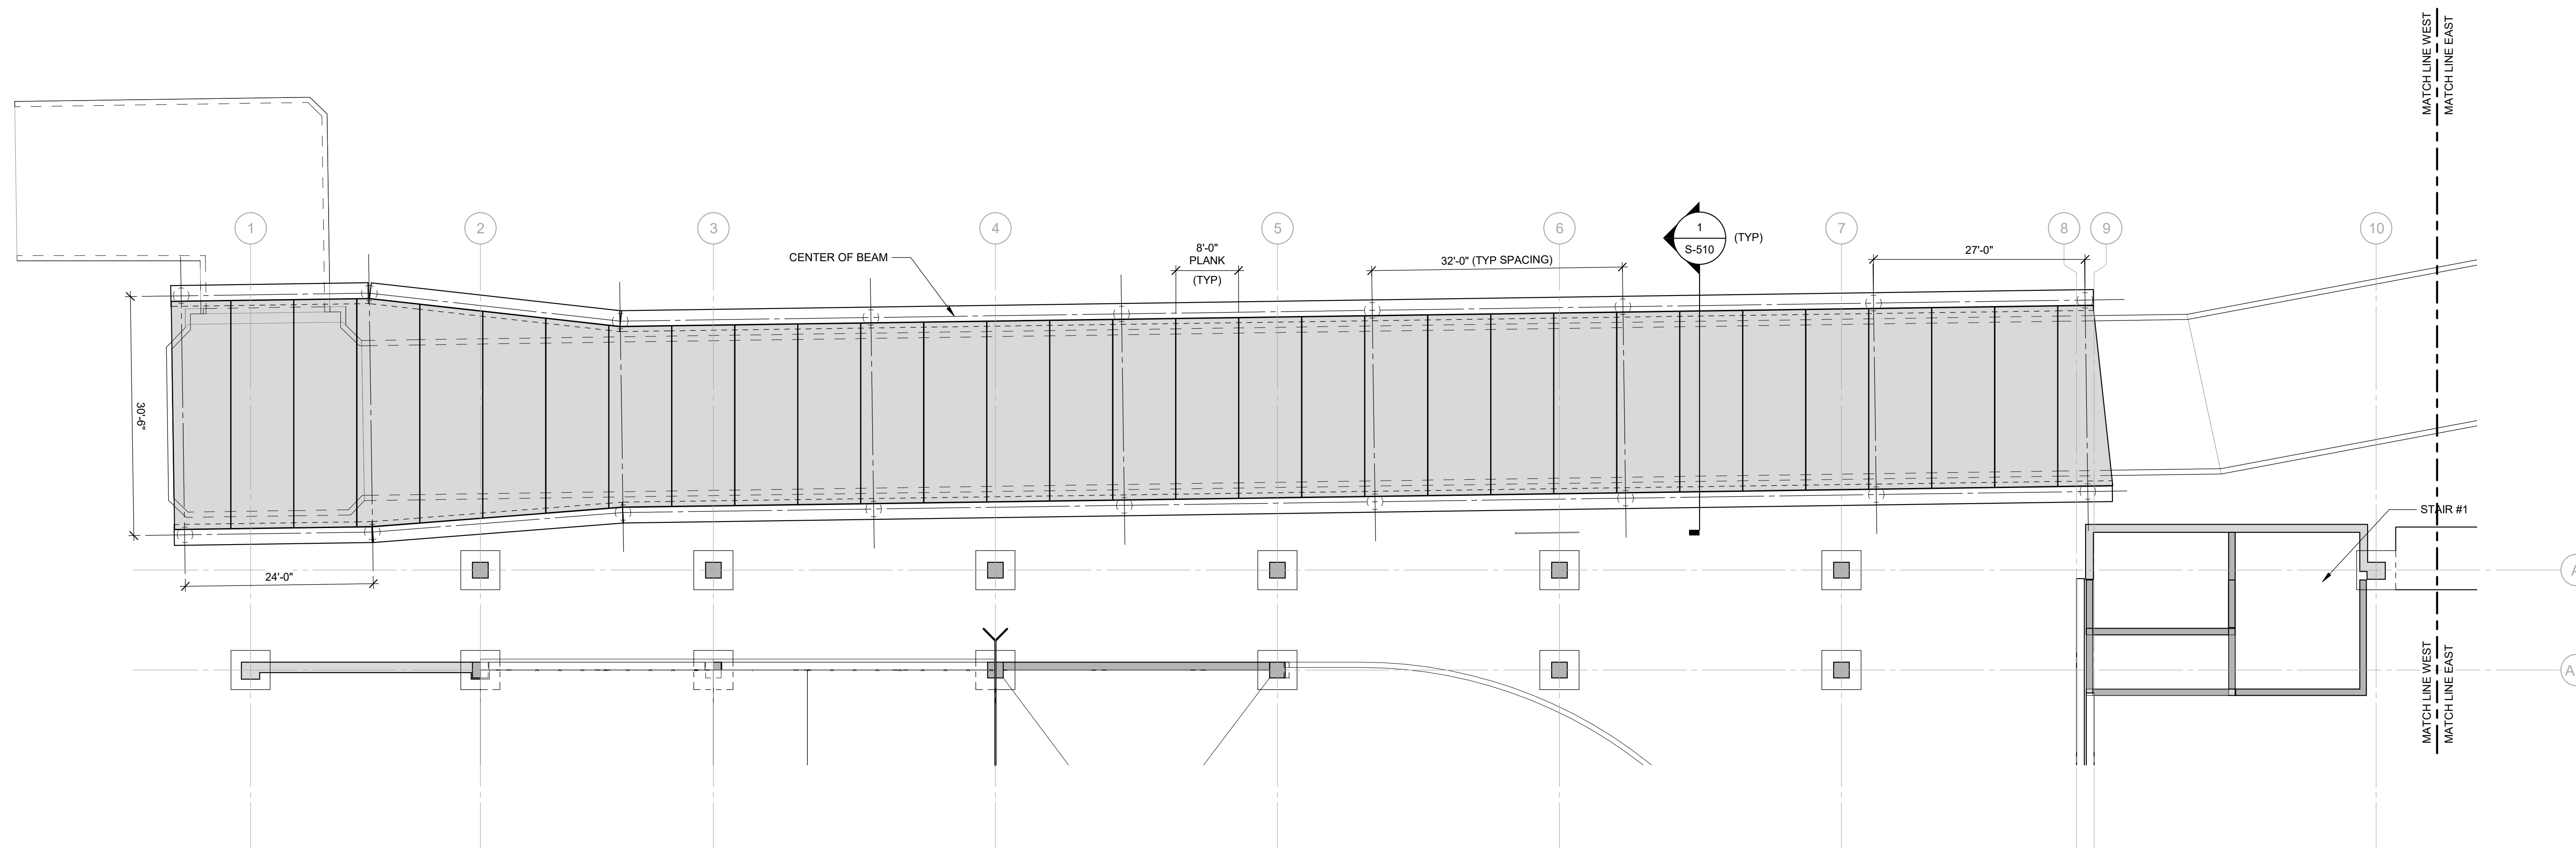 MATCH LINE WEST
MATCH LINE EAST
1
2
3
4
5
6
7
8
9
10
1
S-510
(TYP)
CENTER OF BEAM
8'-0"
PLANK
(TYP)
32'-0" (TYP SPACING)
27'-0"
30'-6"
24'-0"
STAIR #1
A
A
MATCH LINE WEST
MATCH LINE EAST